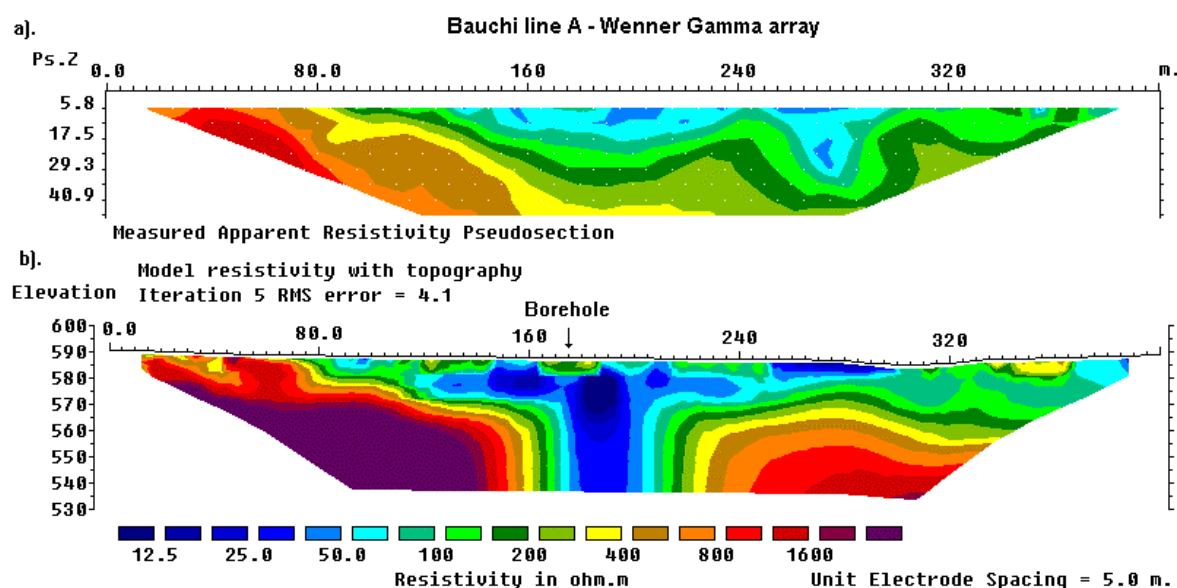 Bauchi line A - Wenner Gamma array
a).
Ps.Z 0.0 80.0 160 240 320 m.
5.8
17.5
29.3
40.9
Measured Apparent Resistivity Pseudosection
b).
Model resistivity with topography
Elevation Iteration 5 RMS error = 4.1
Borehole
600 0.0 80.0 160 240 320
590
580
570
560
550
540
530
12.5 25.0 50.0 100 200 400 800 1600
Resistivity in ohm.m Unit Electrode Spacing = 5.0 m.